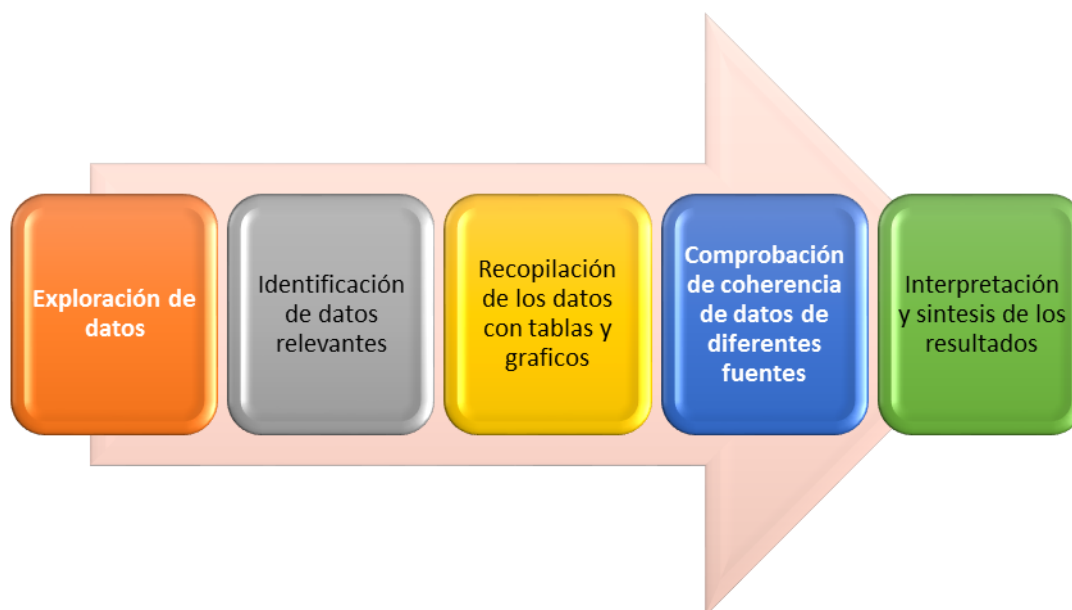 Exploración de
datos
Identificación
de datos
relevantes
Recopilación
de los datos
con tablas y
graficos
Comprobación
de coherencia
de datos de
diferentes
fuentes
Interpretación
y sintesis de los
resultados